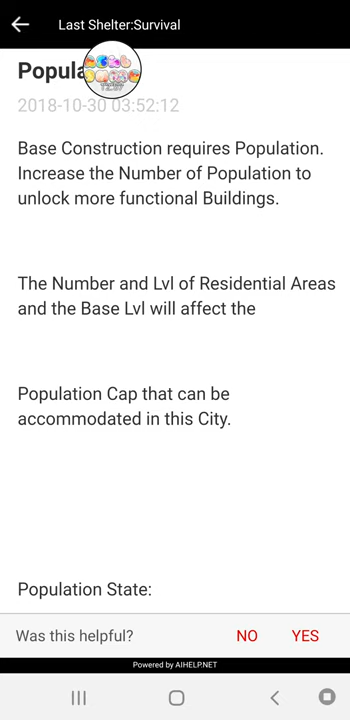 Last Shelter:Survival
Popula
2018-10-30 03:52:12
Base Construction requires Population.
Increase the Number of Population to
unlock more functional Buildings.
The Number and Lvl of Residential Areas
and the Base Lvl will affect the
Population Cap that can be
accommodated in this City.
Population State:
Was this helpful?
NO
YES
Powered by AIHELP.NET